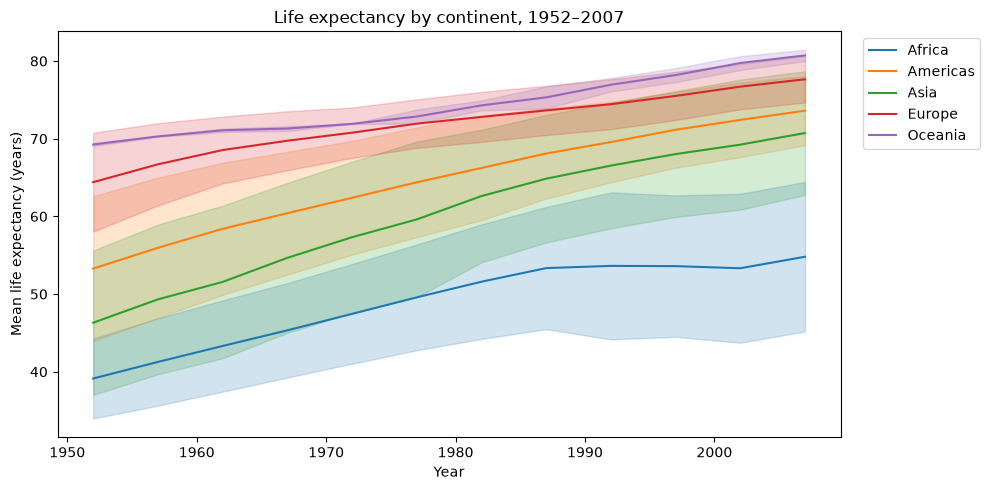 Life expectancy by continent, 1952–2007
Africa
Americas
Asia
Europe
Oceania
Mean life expectancy (years)
80
70
60
50
40
1950 1960 1970 1980 1990 2000
Year